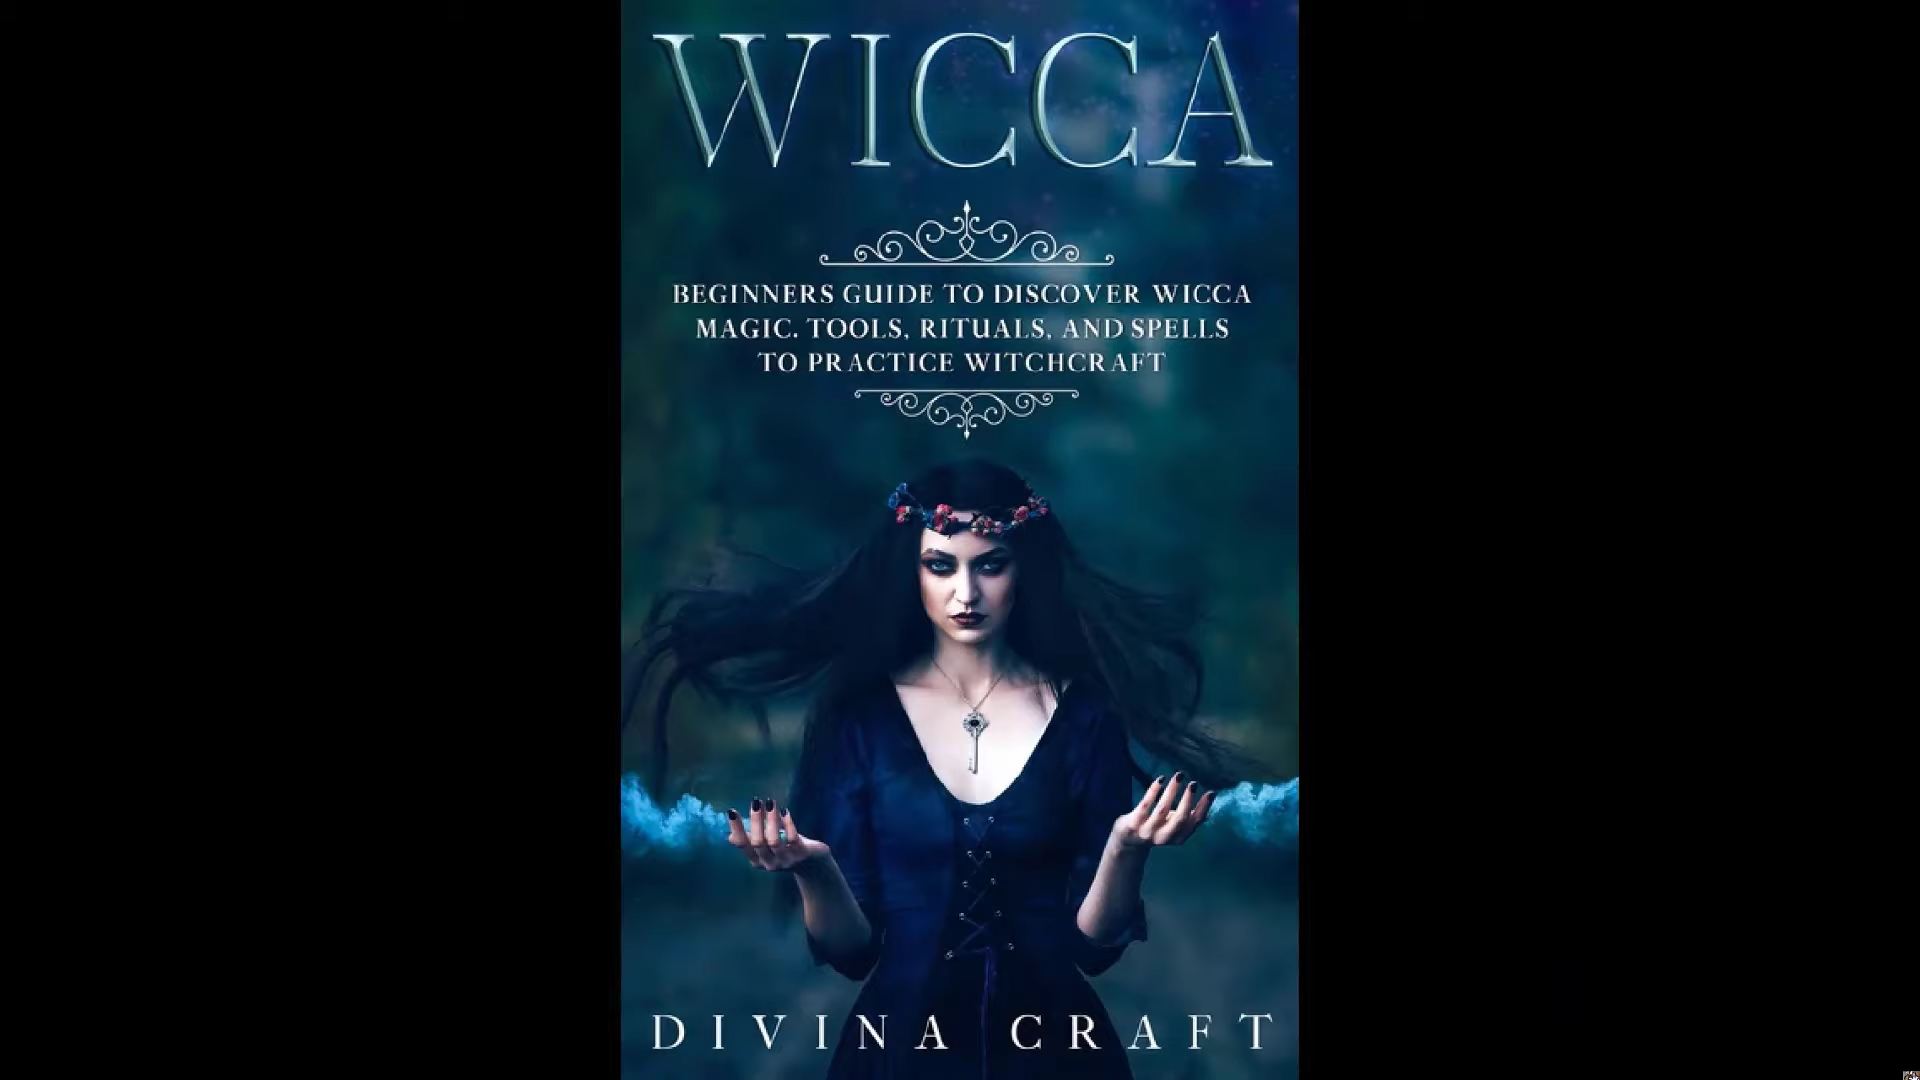 WICCA
BEGINNERS GUIDE TO DISCOVER WICCA
MAGIC. TOOLS, RITUALS, AND SPELLS
TO PRACTICE WITCHCRAFT
DIVINA CRAFT